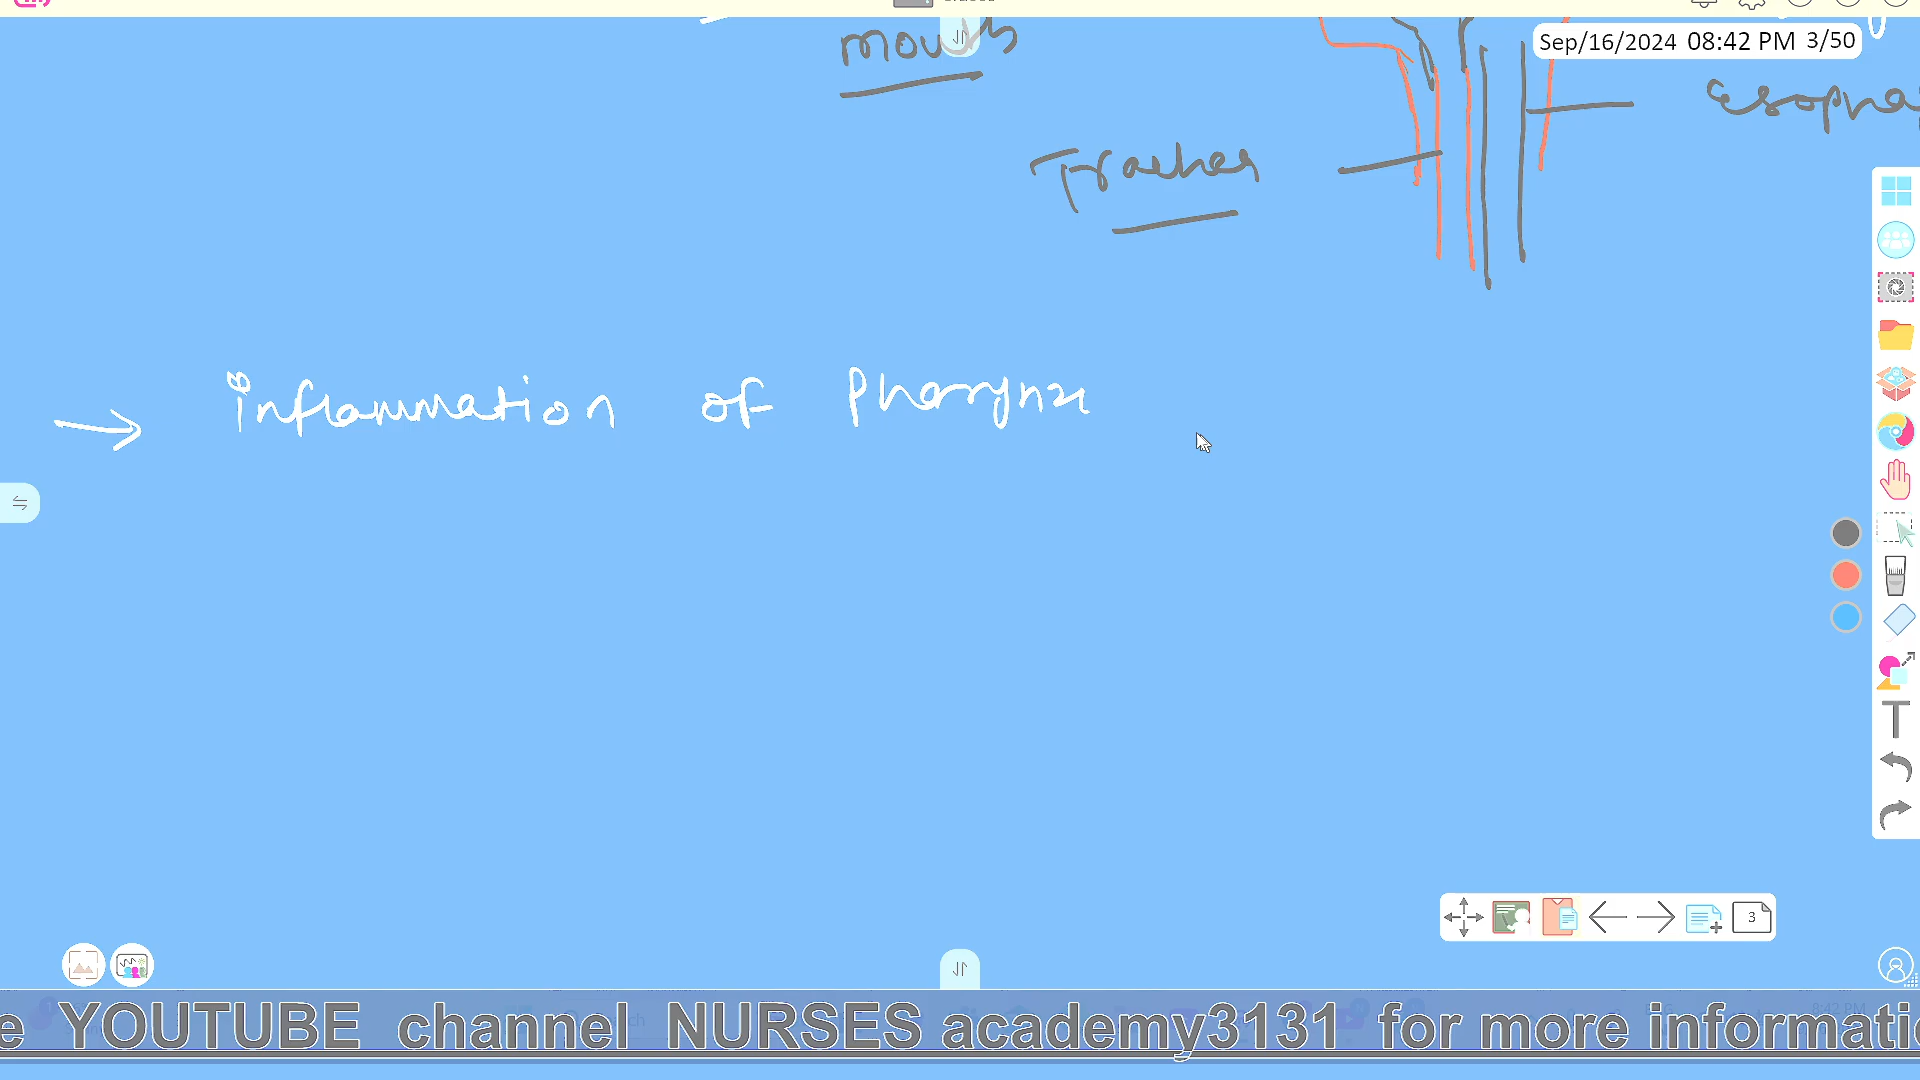 mouth
Sep/16/2024 08:42 PM 3/50
Esopha
Trachea
→ inflammation of Pharynx
3
e YOUTUBE channel NURSES academy3131 for more informati